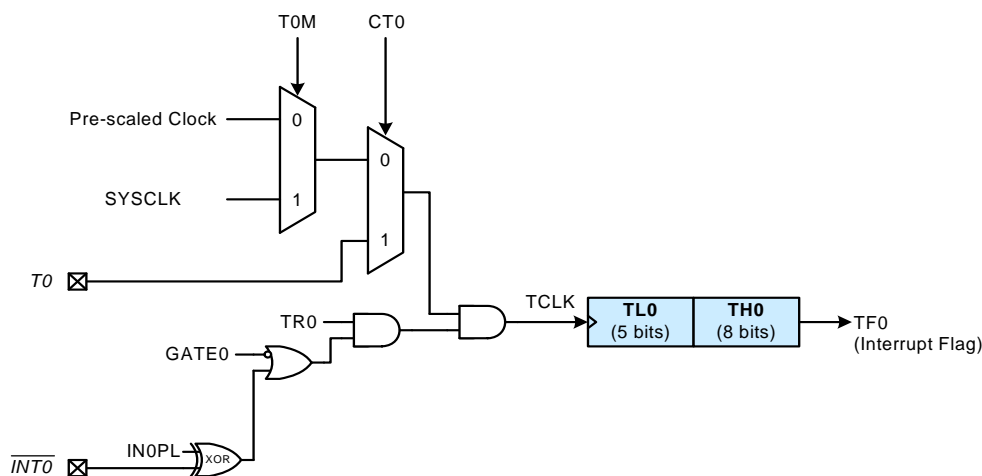 T0M CT0
Pre-scaled Clock
0
0
SYSCLK
1
1
T0
TCLK
TL0 TH0
(5 bits) (8 bits)
TF0
(Interrupt Flag)
TR0
GATE0
IN0PL
XOR
INT0